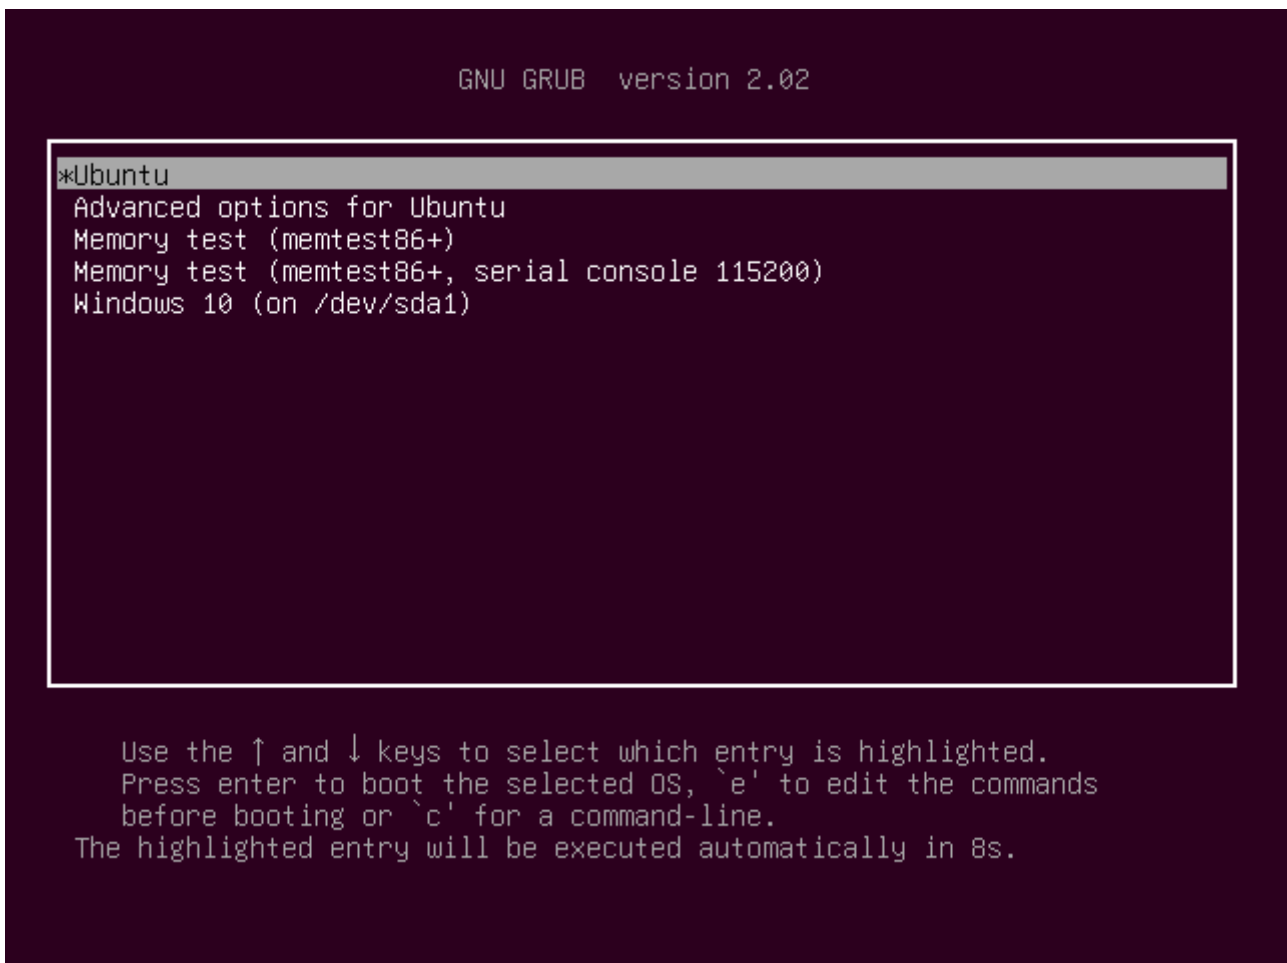 GNU GRUB  version 2.02
*Ubuntu
Advanced options for Ubuntu
Memory test (memtest86+)
Memory test (memtest86+, serial console 115200)
Windows 10 (on /dev/sda1)
Use the ↑ and ↓ keys to select which entry is highlighted.
Press enter to boot the selected OS, `e' to edit the commands
before booting or `c' for a command-line.
The highlighted entry will be executed automatically in 8s.